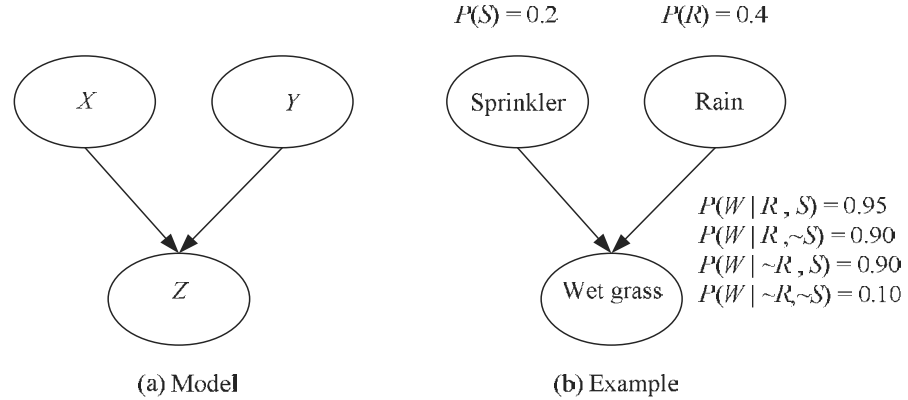 P(S) = 0.2
P(R) = 0.4
X
Y
Sprinkler
Rain
P(W | R , S) = 0.95
P(W | R ,~S) = 0.90
P(W | ~R , S) = 0.90
P(W | ~R,~S) = 0.10
Z
Wet grass
(a) Model
(b) Example